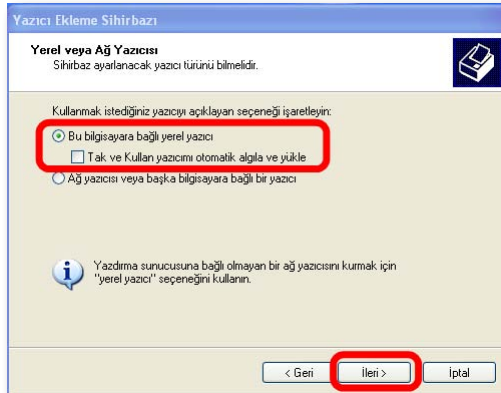 Yazıcı Ekleme Sihirbazı
Yerel veya Ağ Yazıcısı
Sihirbaz ayarlanacak yazıcı türünü bilmelidir.
Kullanmak istediğiniz yazıcıyı açıklayan seçeneği işaretleyin:
Bu bilgisayara bağlı yerel yazıcı
Tak ve Kullan yazıcımı otomatik algıla ve yükle
Ağ yazıcısı veya başka bilgisayara bağlı bir yazıcı
Yazdırma sunucusuna bağlı olmayan bir ağ yazıcısını kurmak için
"yerel yazıcı" seçeneğini kullanın.
< Geri İleri > İptal